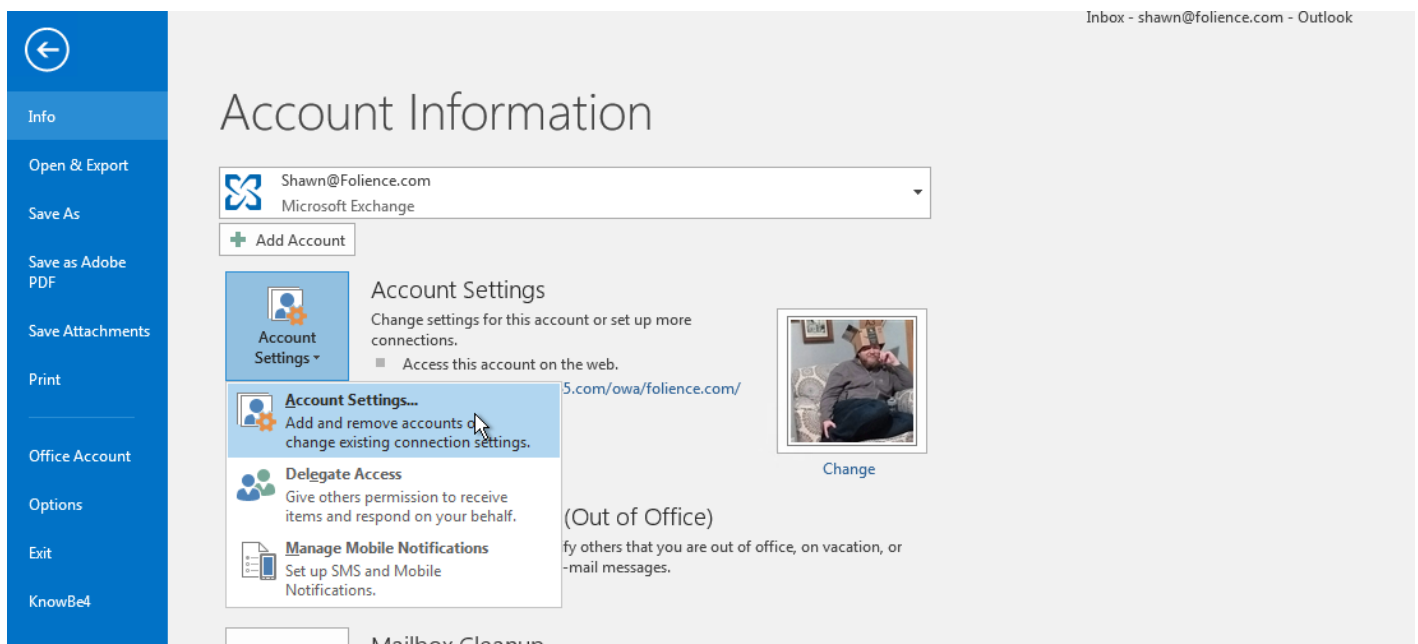 Inbox - shawn@folience.com - Outlook
Info
Open & Export
Save As
Save as Adobe
PDF
Save Attachments
Print
Office Account
Options
Exit
KnowBe4
Account Information
Shawn@Folience.com
Microsoft Exchange
Add Account
Account
Settings
Account Settings
Change settings for this account or set up more
connections.
Access this account on the web.
5.com/owa/folience.com/
Account Settings...
Add and remove accounts
change existing connection settings.
Delegate Access
Give others permission to receive
items and respond on your behalf.
Manage Mobile Notifications
Set up SMS and Mobile
Notifications.
Change
(Out of Office)
fy others that you are out of office, on vacation, or
-mail messages.
Mailbox Cleanup